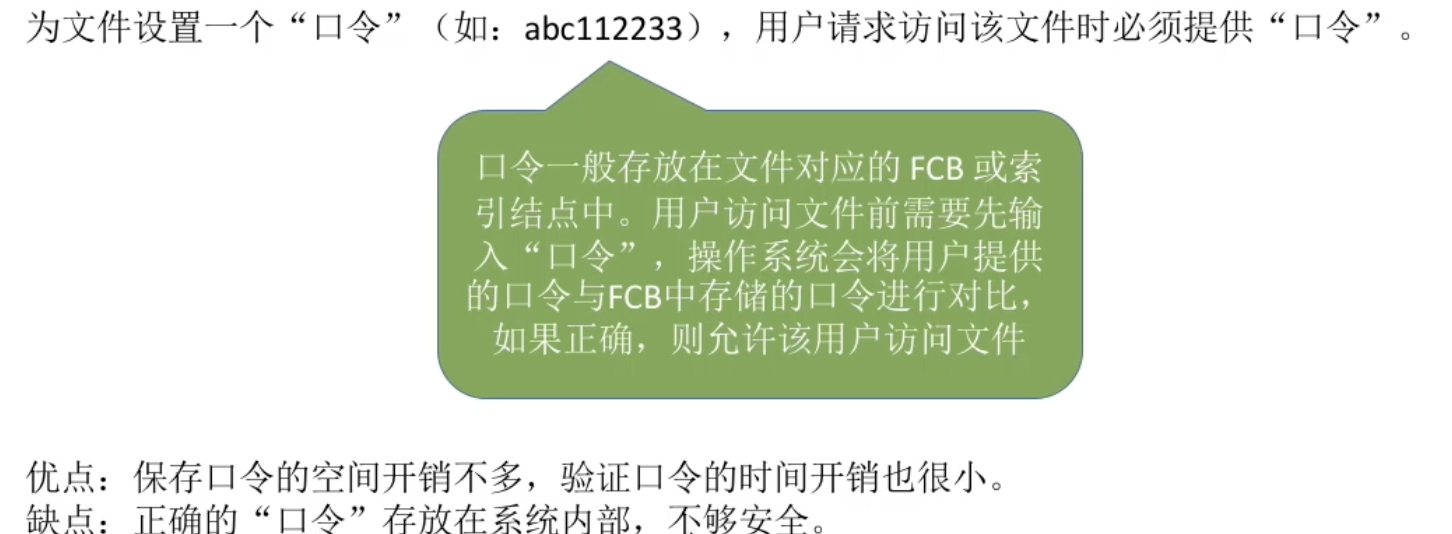 为文件设置一个“口令”（如：abc112233），用户请求访问该文件时必须提供“口令”。
口令一般存放在文件对应的 FCB 或索
引结点中。用户访问文件前需要先输
入“口令”，操作系统会将用户提供
的口令与FCB中存储的口令进行对比，
如果正确，则允许该用户访问文件
优点：保存口令的空间开销不多，验证口令的时间开销也很小。
缺点：正确的“口令”存放在系统内部，不够安全。